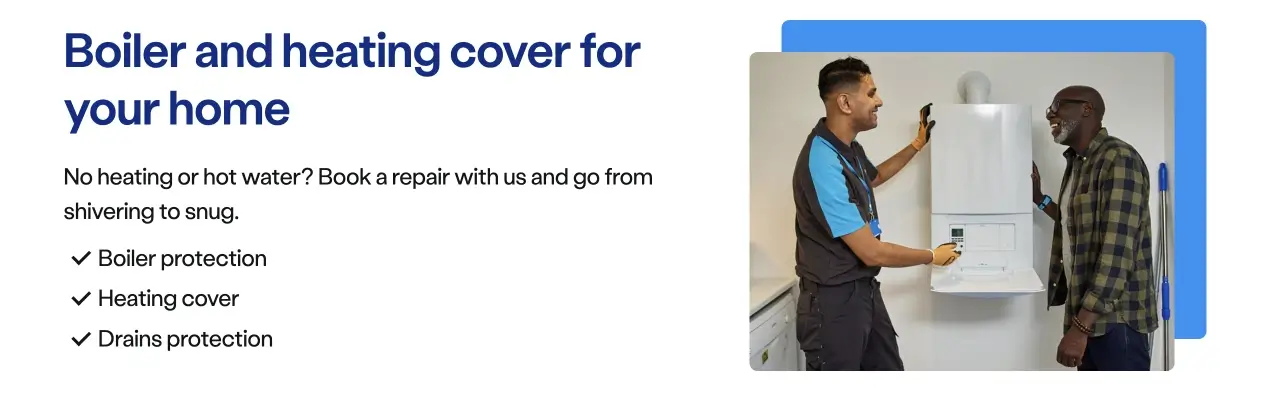 Boiler and heating cover for
your home
No heating or hot water? Book a repair with us and go from
shivering to snug.
Boiler protection
Heating cover
Drains protection